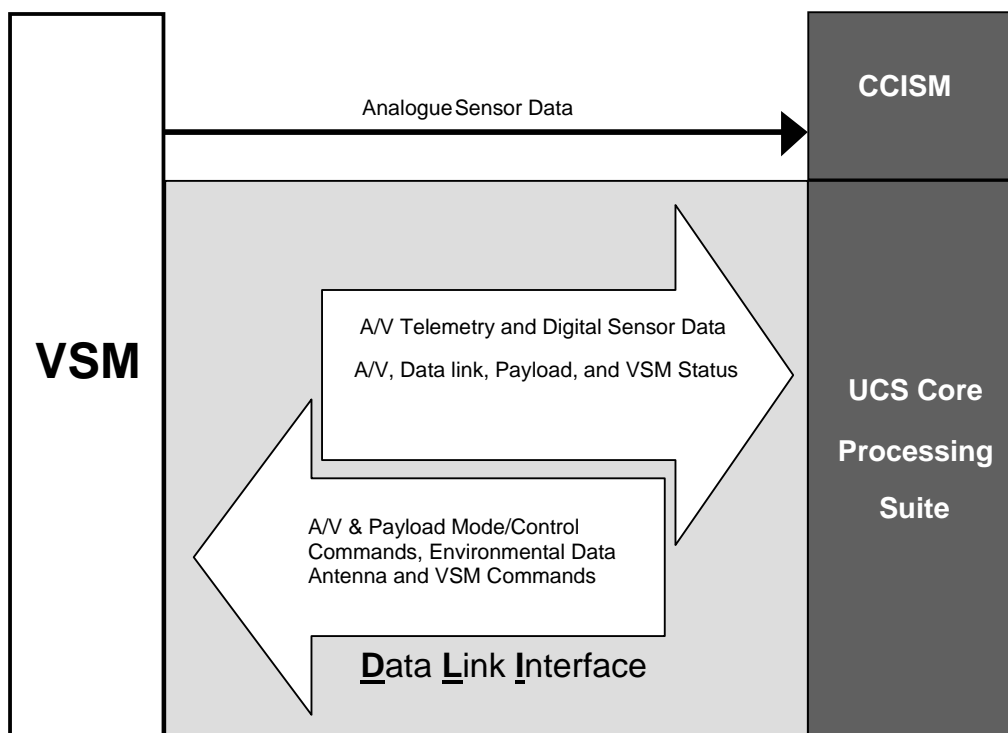 CCISM
Analogue Sensor Data
VSM
A/V Telemetry and Digital Sensor Data
A/V, Data link, Payload, and VSM Status
UCS Core
Processing
Suite
A/V & Payload Mode/Control
Commands, Environmental Data
Antenna and VSM Commands
Data Link Interface